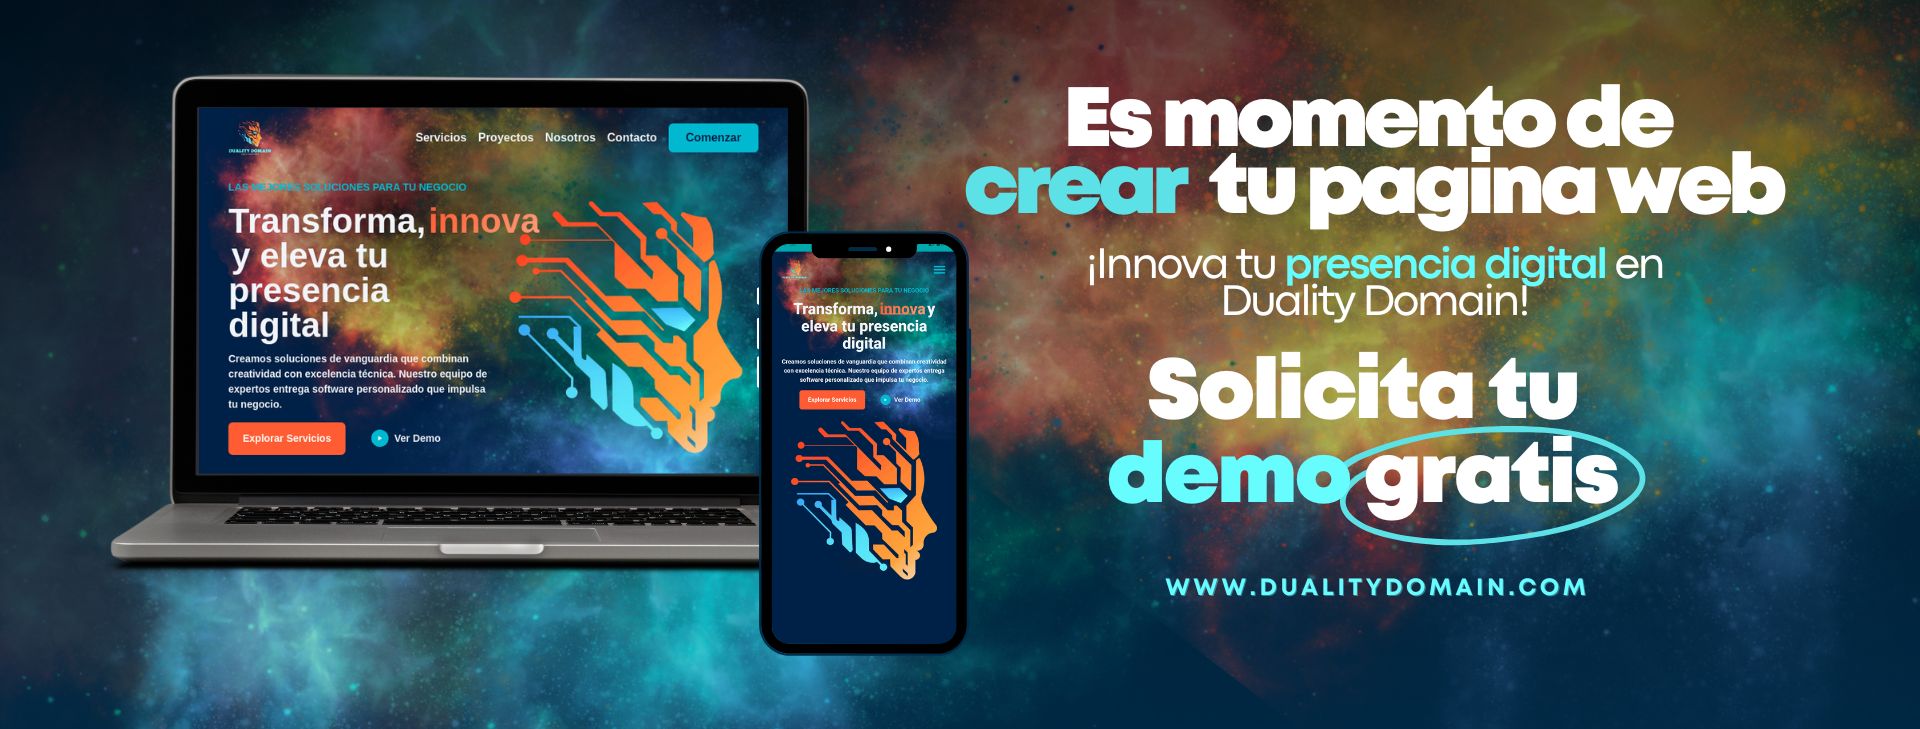 DUALITY DOMAIN
Servicios Proyectos Nosotros Contacto Comenzar
LAS MEJORES SOLUCIONES PARA TU NEGOCIO
Transforma, innova
y eleva tu
presencia
digital
Creamos soluciones de vanguardia que combinan
creatividad con excelencia técnica. Nuestro equipo de
expertos entrega software personalizado que impulsa
tu negocio.
Explorar Servicios Ver Demo
LAS MEJORES SOLUCIONES PARA TU NEGOCIO
Transforma, innova y
eleva tu presencia
digital
Creamos soluciones de vanguardia que combinan creatividad
con excelencia técnica. Nuestro equipo de expertos entrega
software personalizado que impulsa tu negocio.
Explorar Servicios Ver Demo
Es momento de
crear tu pagina web
¡Innova tu presencia digital en
Duality Domain!
Solicita tu
demo gratis
WWW.DUALITYDOMAIN.COM